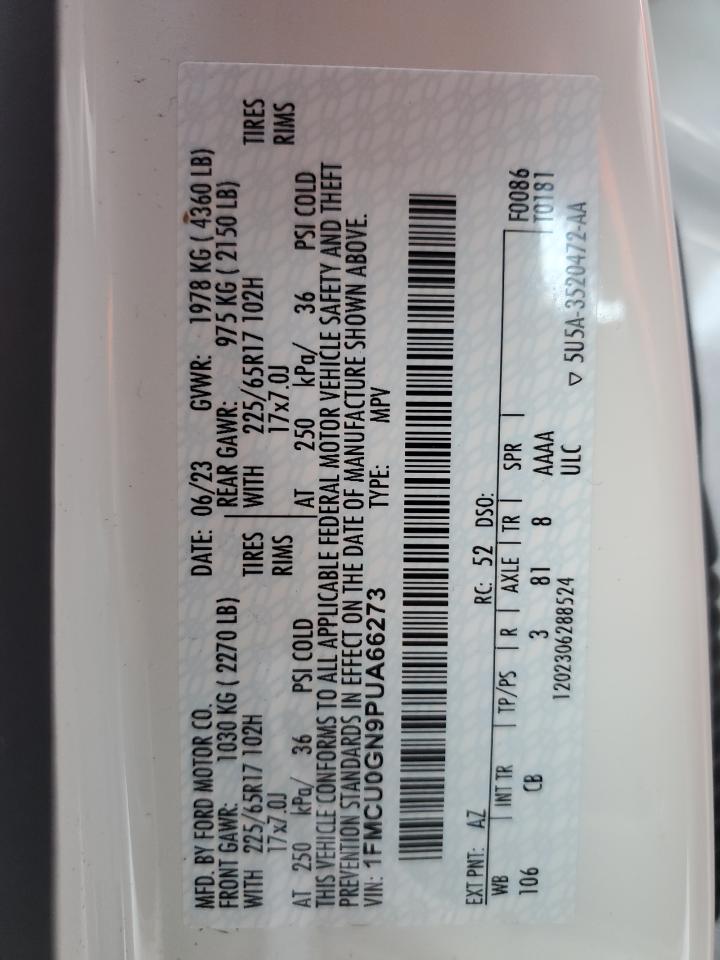 MFD. BY FORD MOTOR CO. DATE: 06/23 GVWR: 1978 KG ( 4360 LB)
FRONT GAWR: 1030 KG ( 2270 LB) REAR GAWR: 975 KG ( 2150 LB)
WITH 225/65R17 102H TIRES WITH 225/65R17 102H TIRES
17x7.0J RIMS 17x7.0J RIMS
AT 250 kPa/ 36 PSI COLD AT 250 kPa/ 36 PSI COLD
THIS VEHICLE CONFORMS TO ALL APPLICABLE FEDERAL MOTOR VEHICLE SAFETY AND THEFT
PREVENTION STANDARDS IN EFFECT ON THE DATE OF MANUFACTURE SHOWN ABOVE.
VIN: 1FMCU0GN9PUA66273 TYPE: MPV
EXT PNT: AZ RC: 52 DSO:
WB INT TR TP/PS R AXLE TR SPR F0086
106 CB 3 81 8 AAAA T0181
1202306288524 ULC
▽ 5U5A-3520472-AA